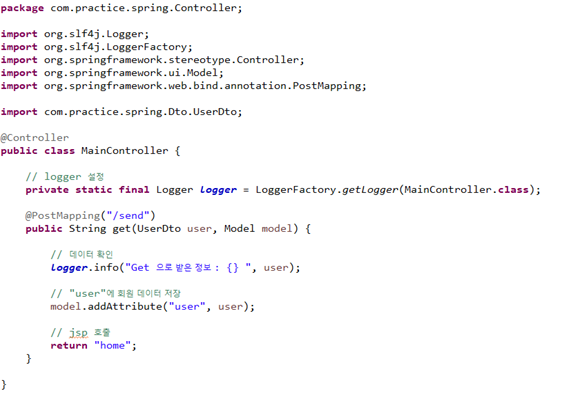 package com.practice.spring.Controller;
import org.slf4j.Logger;
import org.slf4j.LoggerFactory;
import org.springframework.stereotype.Controller;
import org.springframework.ui.Model;
import org.springframework.web.bind.annotation.PostMapping;
import com.practice.spring.Dto.UserDto;
@Controller
public class MainController {
// logger 설정
private static final Logger logger = LoggerFactory.getLogger(MainController.class);
@PostMapping("/send")
public String get(UserDto user, Model model) {
// 데이터 확인
logger.info("Get 으로 받은 정보 : {} ", user);
// "user"에 회원 데이터 저장
model.addAttribute("user", user);
// jsp 호출
return "home";
}
}